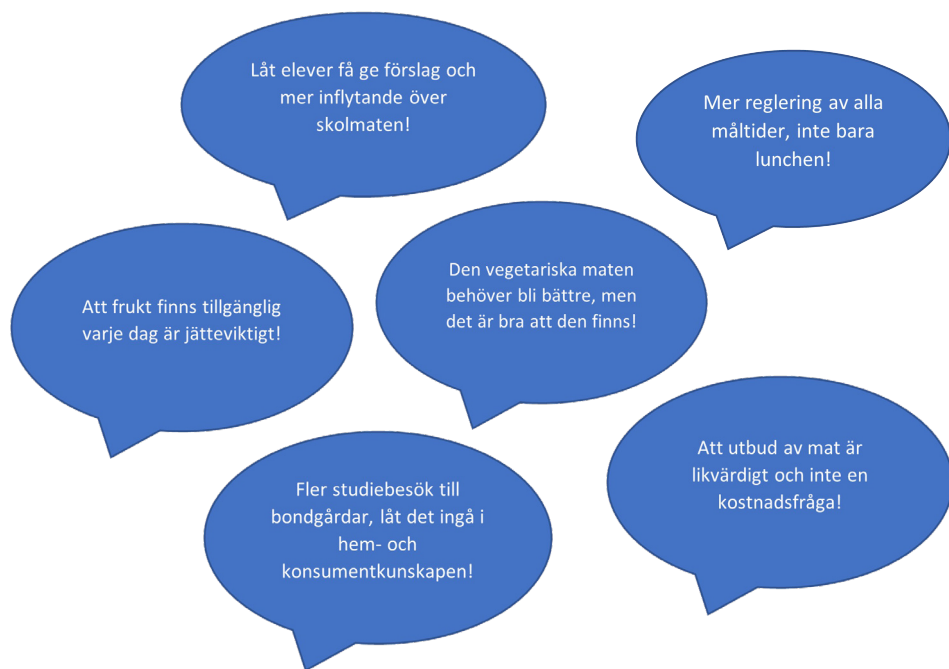 Låt elever få ge förslag och
mer inflytande över
skolmaten!
Mer reglering av alla
måltider, inte bara
lunchen!
Att frukt finns tillgänglig
varje dag är jätteviktigt!
Den vegetariska maten
behöver bli bättre, men
det är bra att den finns!
Fler studiebesök till
bondgårdar, låt det ingå i
hem- och
konsumentkunskapen!
Att utbud av mat är
likvärdigt och inte en
kostnadsfråga!